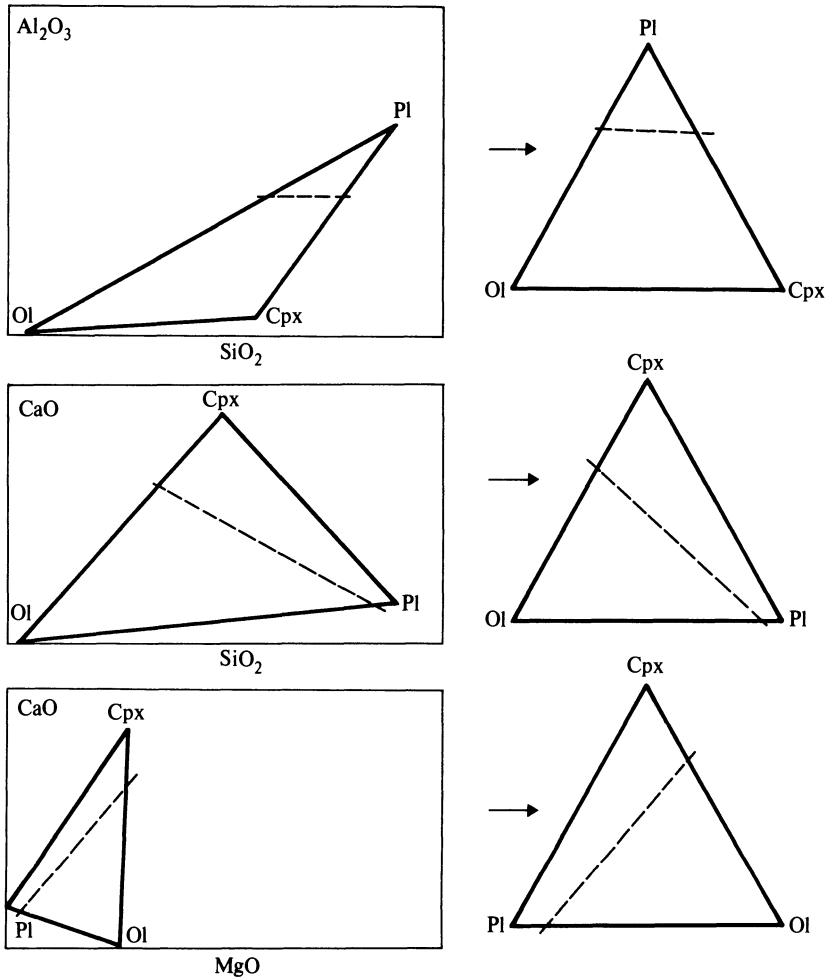 Al₂O₃
Pl
Ol
Cpx
SiO₂
Pl
Ol
Cpx
CaO
Cpx
Ol
Pl
SiO₂
Cpx
Ol
Pl
CaO
Cpx
Pl
Ol
MgO
Cpx
Pl
Ol